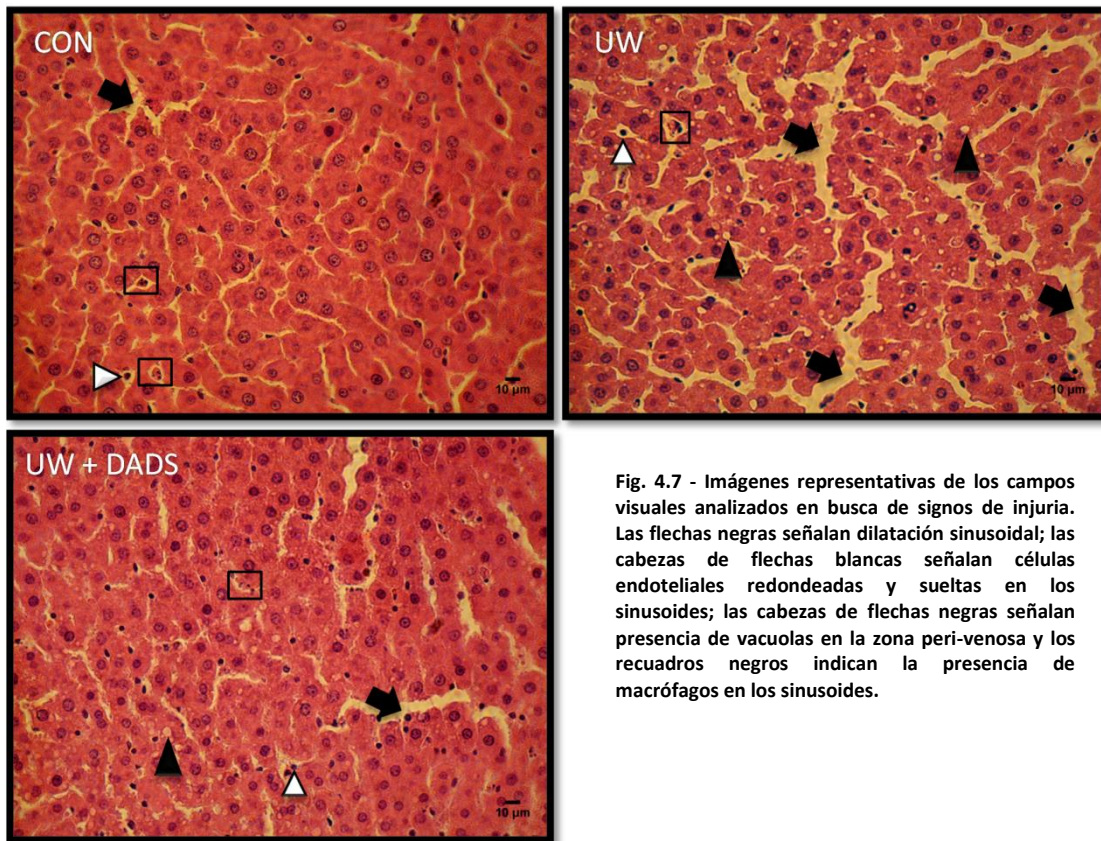 CON
10 µm
UW
10 µm
UW + DADS
10 µm
Fig. 4.7 - Imágenes representativas de los campos
visuales analizados en busca de signos de injuria.
Las flechas negras señalan dilatación sinusoidal; las
cabezas de flechas blancas señalan células
endoteliales redondeadas y sueltas en los
sinusoides; las cabezas de flechas negras señalan
presencia de vacuolas en la zona peri-venosa y los
recuadros negros indican la presencia de
macrófagos en los sinusoides.